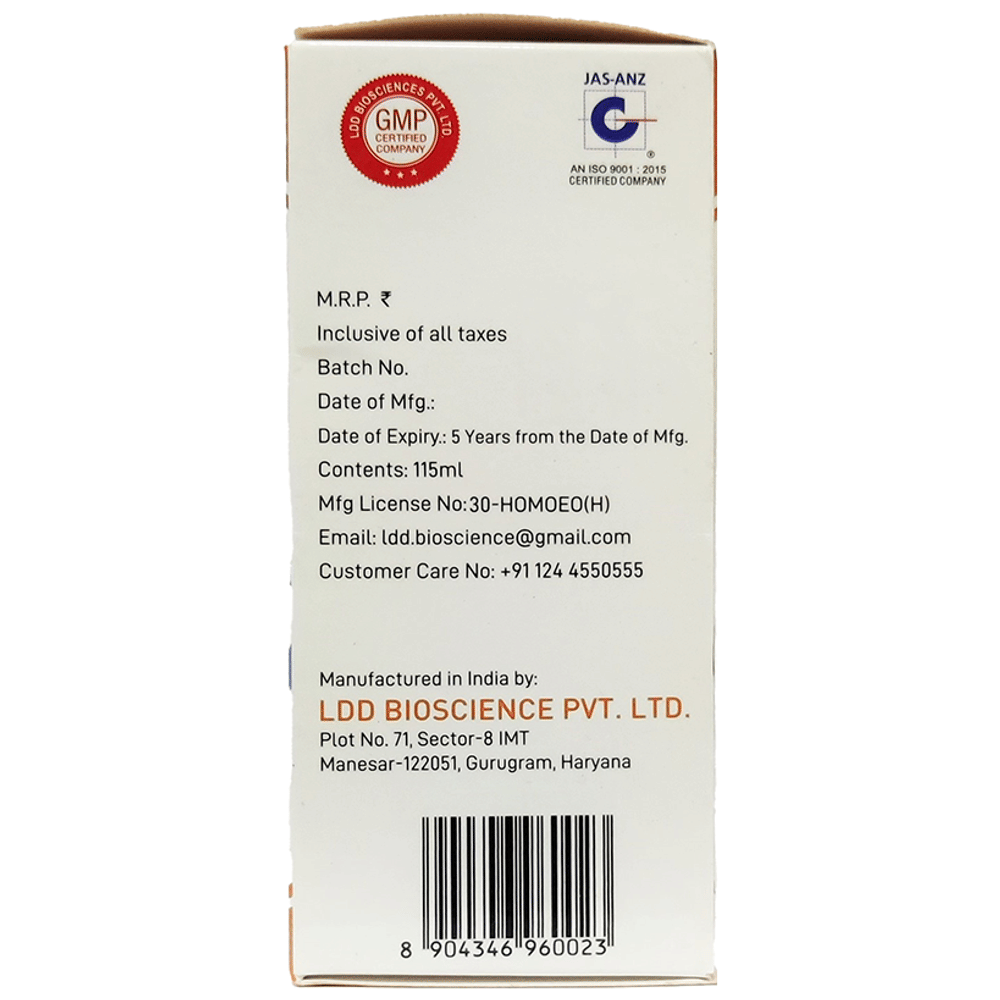 LDD BIOSCIENCES PVT. LTD.
GMP
CERTIFIED
COMPANY
JAS-ANZ
C
®
AN ISO 9001 : 2015
CERTIFIED COMPANY
M.R.P. ₹
Inclusive of all taxes
Batch No.
Date of Mfg.:
Date of Expiry.: 5 Years from the Date of Mfg.
Contents: 115ml
Mfg License No:30-HOMOEO(H)
Email: ldd.bioscience@gmail.com
Customer Care No: +91 124 4550555
Manufactured in India by:
LDD BIOSCIENCE PVT. LTD.
Plot No. 71, Sector-8 IMT
Manesar-122051, Gurugram, Haryana
8 904346 960023